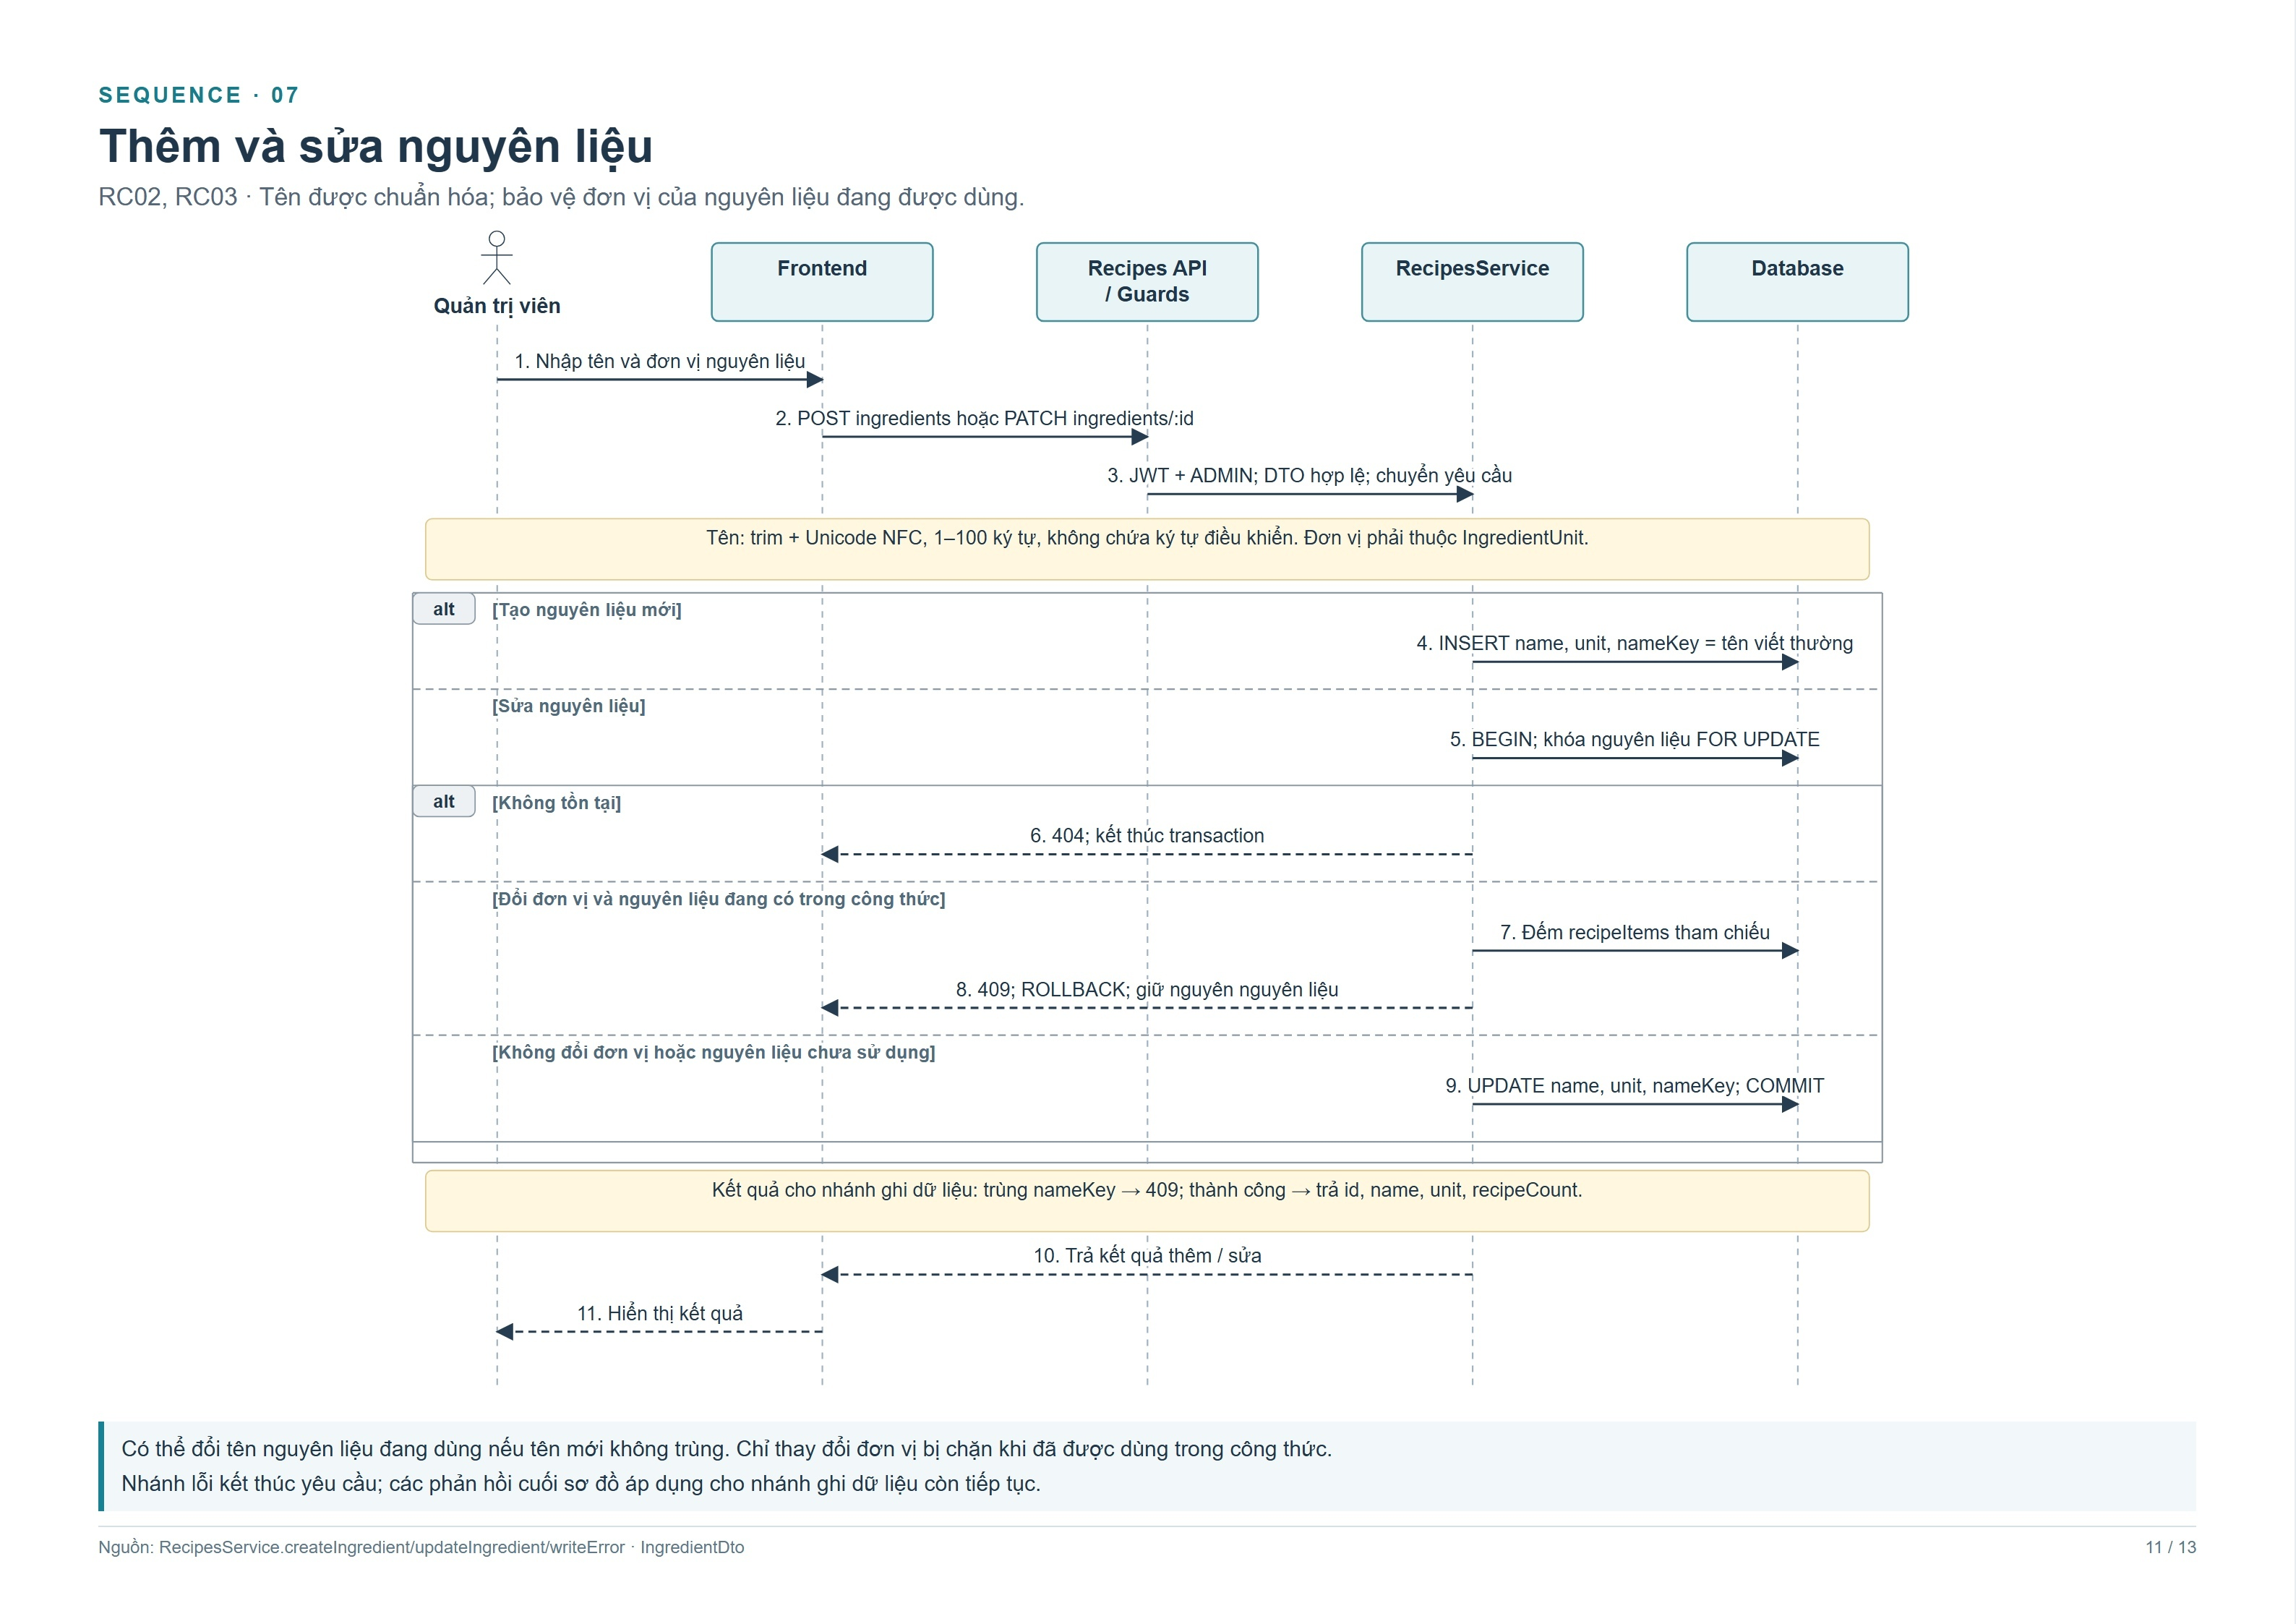 SEQUENCE · 07
Thêm và sửa nguyên liệu
RC02, RC03 · Tên được chuẩn hóa; bảo vệ đơn vị của nguyên liệu đang được dùng.
Quản trị viên
Frontend
Recipes API
/ Guards
RecipesService
Database
1. Nhập tên và đơn vị nguyên liệu
2. POST ingredients hoặc PATCH ingredients/:id
3. JWT + ADMIN; DTO hợp lệ; chuyển yêu cầu
Tên: trim + Unicode NFC, 1–100 ký tự, không chứa ký tự điều khiển. Đơn vị phải thuộc IngredientUnit.
alt [Tạo nguyên liệu mới]
4. INSERT name, unit, nameKey = tên viết thường
[Sửa nguyên liệu]
5. BEGIN; khóa nguyên liệu FOR UPDATE
alt [Không tồn tại]
6. 404; kết thúc transaction
[Đổi đơn vị và nguyên liệu đang có trong công thức]
7. Đếm recipeItems tham chiếu
8. 409; ROLLBACK; giữ nguyên nguyên liệu
[Không đổi đơn vị hoặc nguyên liệu chưa sử dụng]
9. UPDATE name, unit, nameKey; COMMIT
Kết quả cho nhánh ghi dữ liệu: trùng nameKey → 409; thành công → trả id, name, unit, recipeCount.
10. Trả kết quả thêm / sửa
11. Hiển thị kết quả
Có thể đổi tên nguyên liệu đang dùng nếu tên mới không trùng. Chỉ thay đổi đơn vị bị chặn khi đã được dùng trong công thức.
Nhánh lỗi kết thúc yêu cầu; các phản hồi cuối sơ đồ áp dụng cho nhánh ghi dữ liệu còn tiếp tục.
Nguồn: RecipesService.createIngredient/updateIngredient/writeError · IngredientDto
11 / 13